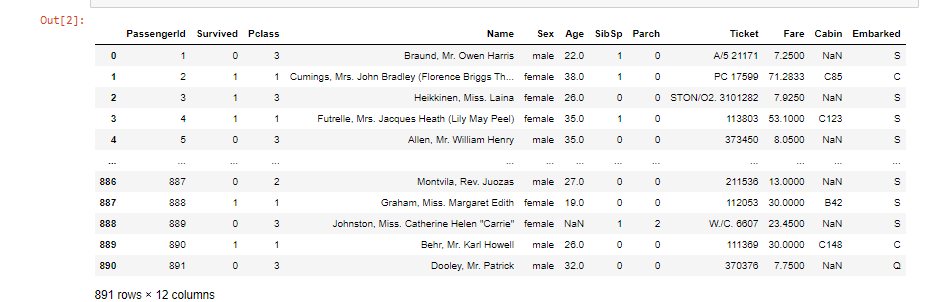 Out[2]:
PassengerId Survived Pclass Name Sex Age SibSp Parch Ticket Fare Cabin Embarked
0 1 0 3 Braund, Mr. Owen Harris male 22.0 1 0 A/5 21171 7.2500 NaN S
1 2 1 1 Cumings, Mrs. John Bradley (Florence Briggs Th... female 38.0 1 0 PC 17599 71.2833 C85 C
2 3 1 3 Heikkinen, Miss. Laina female 26.0 0 0 STON/O2. 3101282 7.9250 NaN S
3 4 1 1 Futrelle, Mrs. Jacques Heath (Lily May Peel) female 35.0 1 0 113803 53.1000 C123 S
4 5 0 3 Allen, Mr. William Henry male 35.0 0 0 373450 8.0500 NaN S
... ... ... ... ... ... ... ... ... ... ... ... ...
886 887 0 2 Montvila, Rev. Juozas male 27.0 0 0 211536 13.0000 NaN S
887 888 1 1 Graham, Miss. Margaret Edith female 19.0 0 0 112053 30.0000 B42 S
888 889 0 3 Johnston, Miss. Catherine Helen "Carrie" female NaN 1 2 W./C. 6607 23.4500 NaN S
889 890 1 1 Behr, Mr. Karl Howell male 26.0 0 0 111369 30.0000 C148 C
890 891 0 3 Dooley, Mr. Patrick male 32.0 0 0 370376 7.7500 NaN Q
891 rows × 12 columns